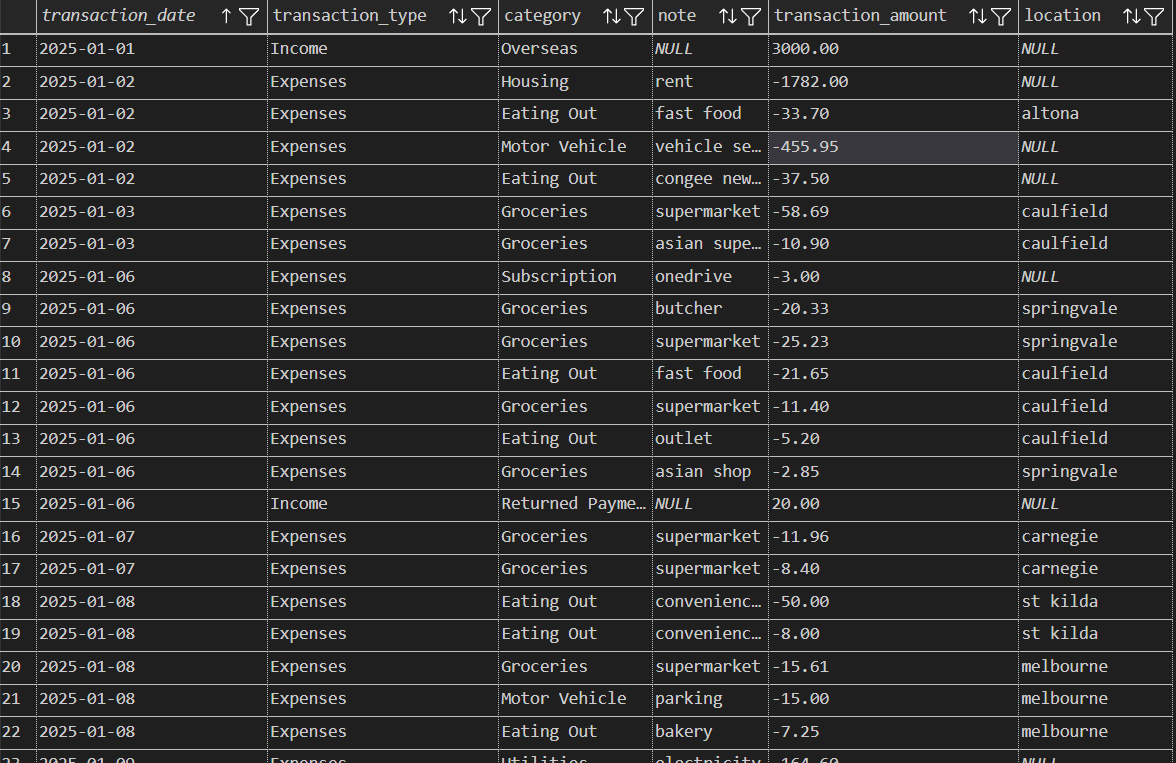 transaction_date transaction_type category note transaction_amount location
1 2025-01-01 Income Overseas NULL 3000.00 NULL
2 2025-01-02 Expenses Housing rent -1782.00 NULL
3 2025-01-02 Expenses Eating Out fast food -33.70 altona
4 2025-01-02 Expenses Motor Vehicle vehicle se… -455.95 NULL
5 2025-01-02 Expenses Eating Out congee new… -37.50 NULL
6 2025-01-03 Expenses Groceries supermarket -58.69 caulfield
7 2025-01-03 Expenses Groceries asian supe… -10.90 caulfield
8 2025-01-06 Expenses Subscription onedrive -3.00 NULL
9 2025-01-06 Expenses Groceries butcher -20.33 springvale
10 2025-01-06 Expenses Groceries supermarket -25.23 springvale
11 2025-01-06 Expenses Eating Out fast food -21.65 caulfield
12 2025-01-06 Expenses Groceries supermarket -11.40 caulfield
13 2025-01-06 Expenses Eating Out outlet -5.20 caulfield
14 2025-01-06 Expenses Groceries asian shop -2.85 springvale
15 2025-01-06 Income Returned Payme… NULL 20.00 NULL
16 2025-01-07 Expenses Groceries supermarket -11.96 carnegie
17 2025-01-07 Expenses Groceries supermarket -8.40 carnegie
18 2025-01-08 Expenses Eating Out convenienc… -50.00 st kilda
19 2025-01-08 Expenses Eating Out convenienc… -8.00 st kilda
20 2025-01-08 Expenses Groceries supermarket -15.61 melbourne
21 2025-01-08 Expenses Motor Vehicle parking -15.00 melbourne
22 2025-01-08 Expenses Eating Out bakery -7.25 melbourne
23 2025-01-09 Expenses Utilities electricity -164.60 NULL